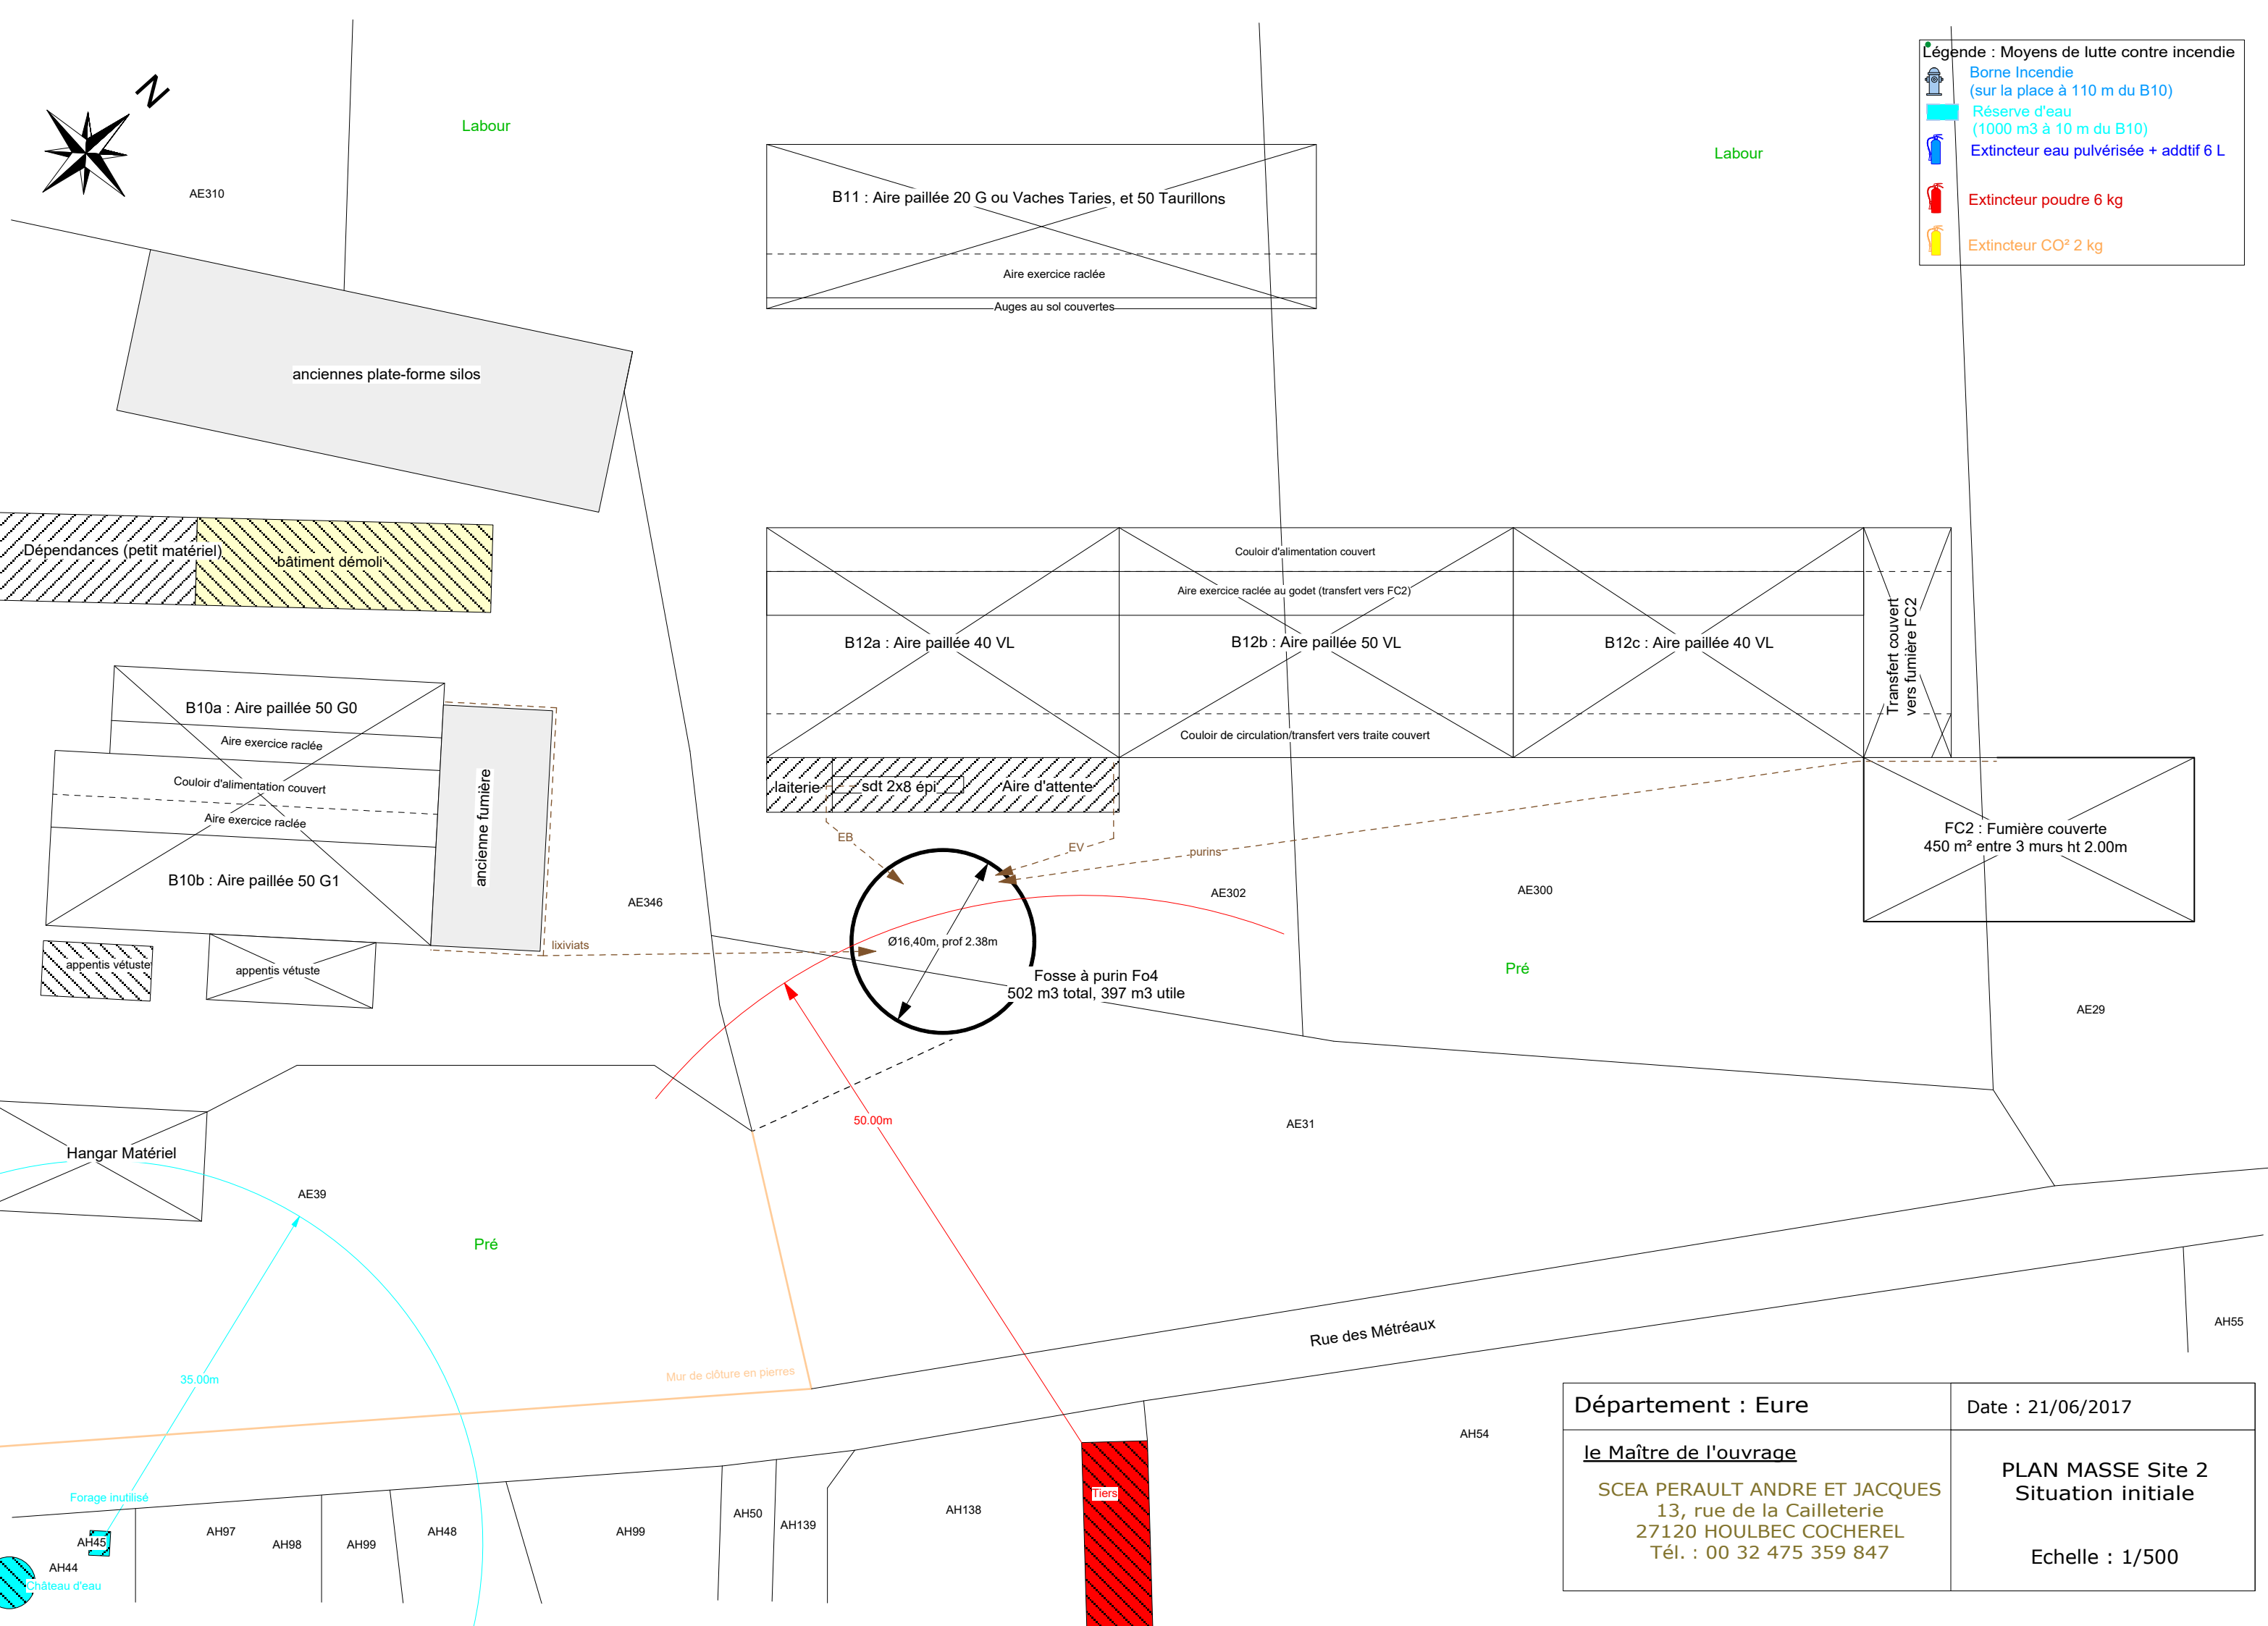 N
Légende : Moyens de lutte contre incendie
Borne Incendie
(sur la place à 110 m du B10)
Réserve d'eau
(1000 m3 à 10 m du B10)
Extincteur eau pulvérisée + addtif 6 L
Extincteur poudre 6 kg
Extincteur CO² 2 kg
Labour
Labour
AE310
B11 : Aire paillée 20 G ou Vaches Taries, et 50 Taurillons
Aire exercice raclée
Auges au sol couvertes
anciennes plate-forme silos
Dépendances (petit matériel)
bâtiment démoli
Couloir d'alimentation couvert
Aire exercice raclée au godet (transfert vers FC2)
B12a : Aire paillée 40 VL
B12b : Aire paillée 50 VL
B12c : Aire paillée 40 VL
Transfert couvert
vers fumière FC2
Couloir de circulation/transfert vers traite couvert
B10a : Aire paillée 50 G0
Aire exercice raclée
Couloir d'alimentation couvert
Aire exercice raclée
B10b : Aire paillée 50 G1
ancienne fumière
laiterie
sdt 2x8 épi
Aire d'attente
EB
EV
purins
FC2 : Fumière couverte
450 m² entre 3 murs ht 2.00m
AE346
AE302
AE300
lixiviats
Ø16,40m, prof 2.38m
appentis vétuste
appentis vétuste
Fosse à purin Fo4
502 m3 total, 397 m3 utile
Pré
AE29
50.00m
AE31
Hangar Matériel
AE39
Pré
35.00m
Mur de clôture en pierres
Rue des Métréaux
AH55
Forage inutilisé
AH45
AH44
Château d'eau
AH97
AH98
AH99
AH48
AH99
AH50
AH139
AH138
Tiers
AH54
Département : Eure
Date : 21/06/2017
le Maître de l'ouvrage
SCEA PERAULT ANDRE ET JACQUES
13, rue de la Cailleterie
27120 HOULBEC COCHEREL
Tél. : 00 32 475 359 847
PLAN MASSE Site 2
Situation initiale
Echelle : 1/500